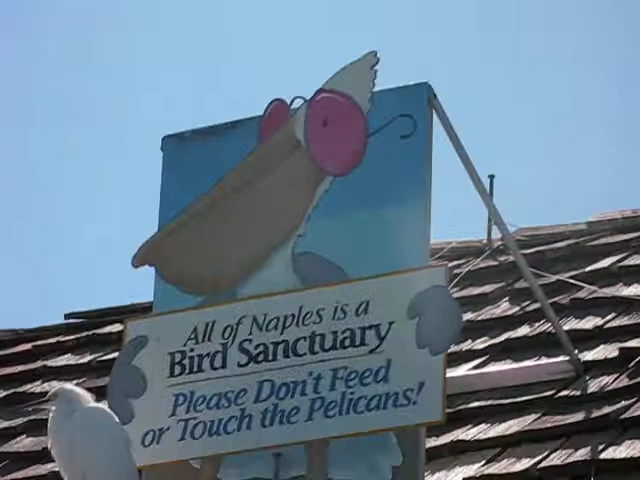 All of Naples is a
Bird Sanctuary
Please Don't Feed
or Touch the Pelicans!